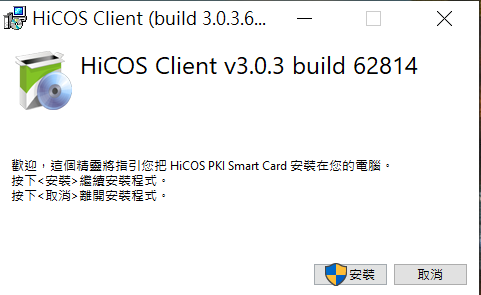 HiCOS Client (build 3.0.3.6...
HiCOS Client v3.0.3 build 62814
歡迎，這個精靈將指引您把 HiCOS PKI Smart Card 安裝在您的電腦。
按下<安裝>繼續安裝程式。
按下<取消>離開安裝程式。
安裝
取消